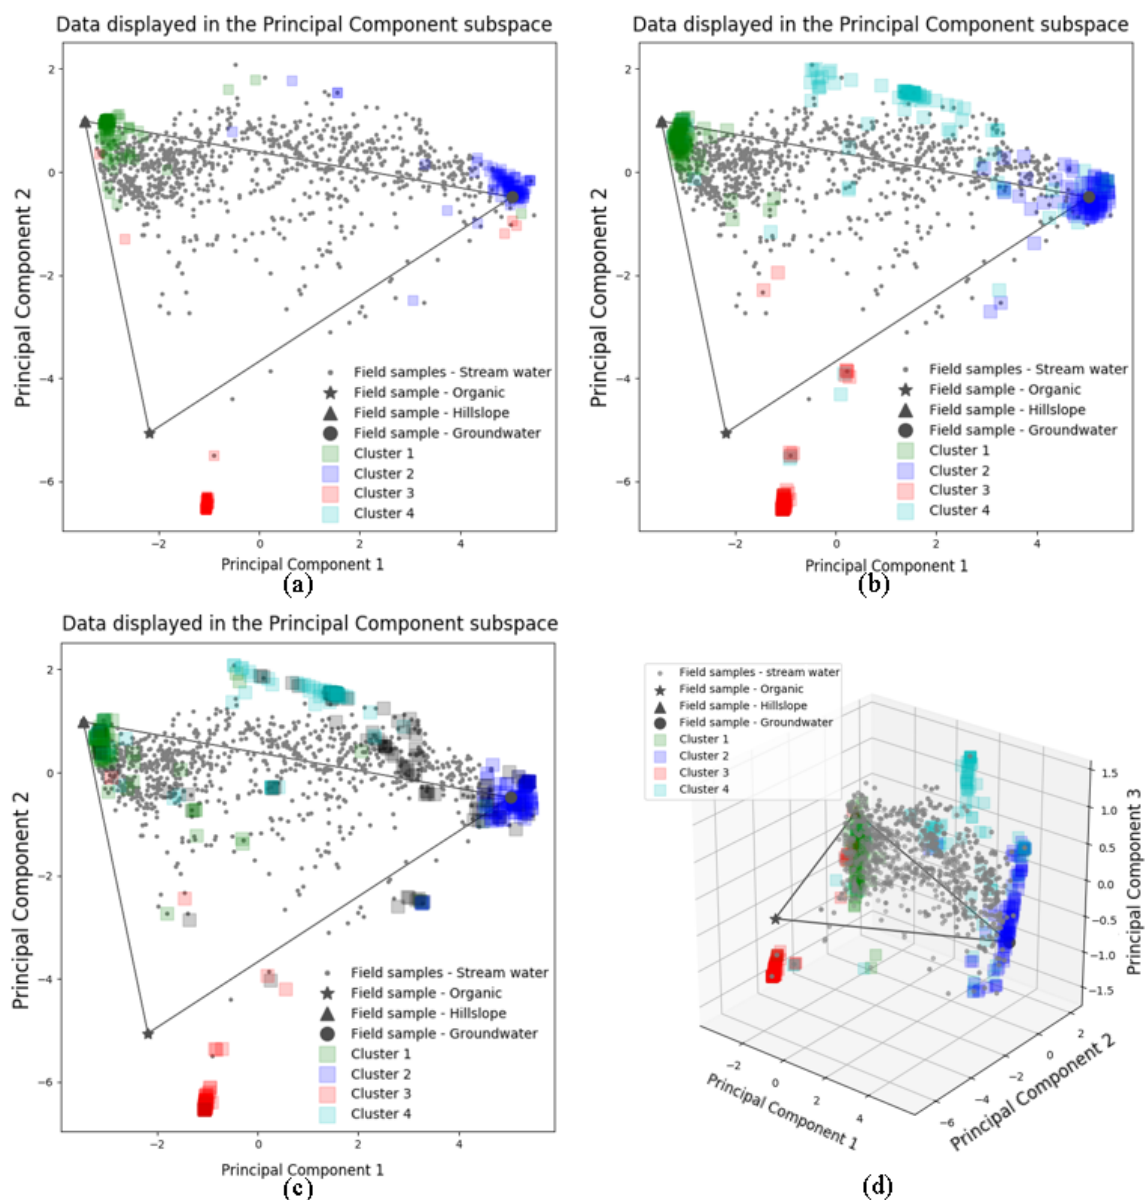 Data displayed in the Principal Component subspace
Principal Component 2
2
0
−2
−4
−6
Field samples - Stream water
Field sample - Organic
Field sample - Hillslope
Field sample - Groundwater
Cluster 1
Cluster 2
Cluster 3
Cluster 4
−2 0 2 4
Principal Component 1
(a)
Data displayed in the Principal Component subspace
Principal Component 2
2
0
−2
−4
−6
Field samples - Stream water
Field sample - Organic
Field sample - Hillslope
Field sample - Groundwater
Cluster 1
Cluster 2
Cluster 3
Cluster 4
−2 0 2 4
Principal Component 1
(b)
Data displayed in the Principal Component subspace
Principal Component 2
2
0
−2
−4
−6
Field samples - Stream water
Field sample - Organic
Field sample - Hillslope
Field sample - Groundwater
Cluster 1
Cluster 2
Cluster 3
Cluster 4
−2 0 2 4
Principal Component 1
(c)
Field samples - stream water
Field sample - Organic
Field sample - Hillslope
Field sample - Groundwater
Cluster 1
Cluster 2
Cluster 3
Cluster 4
1.5
1.0
0.5
0.0
−0.5
−1.0
−1.5
Principal Component 3
2
0
−2
−4
−6
Principal Component 2
−2
0
2
4
Principal Component 1
(d)